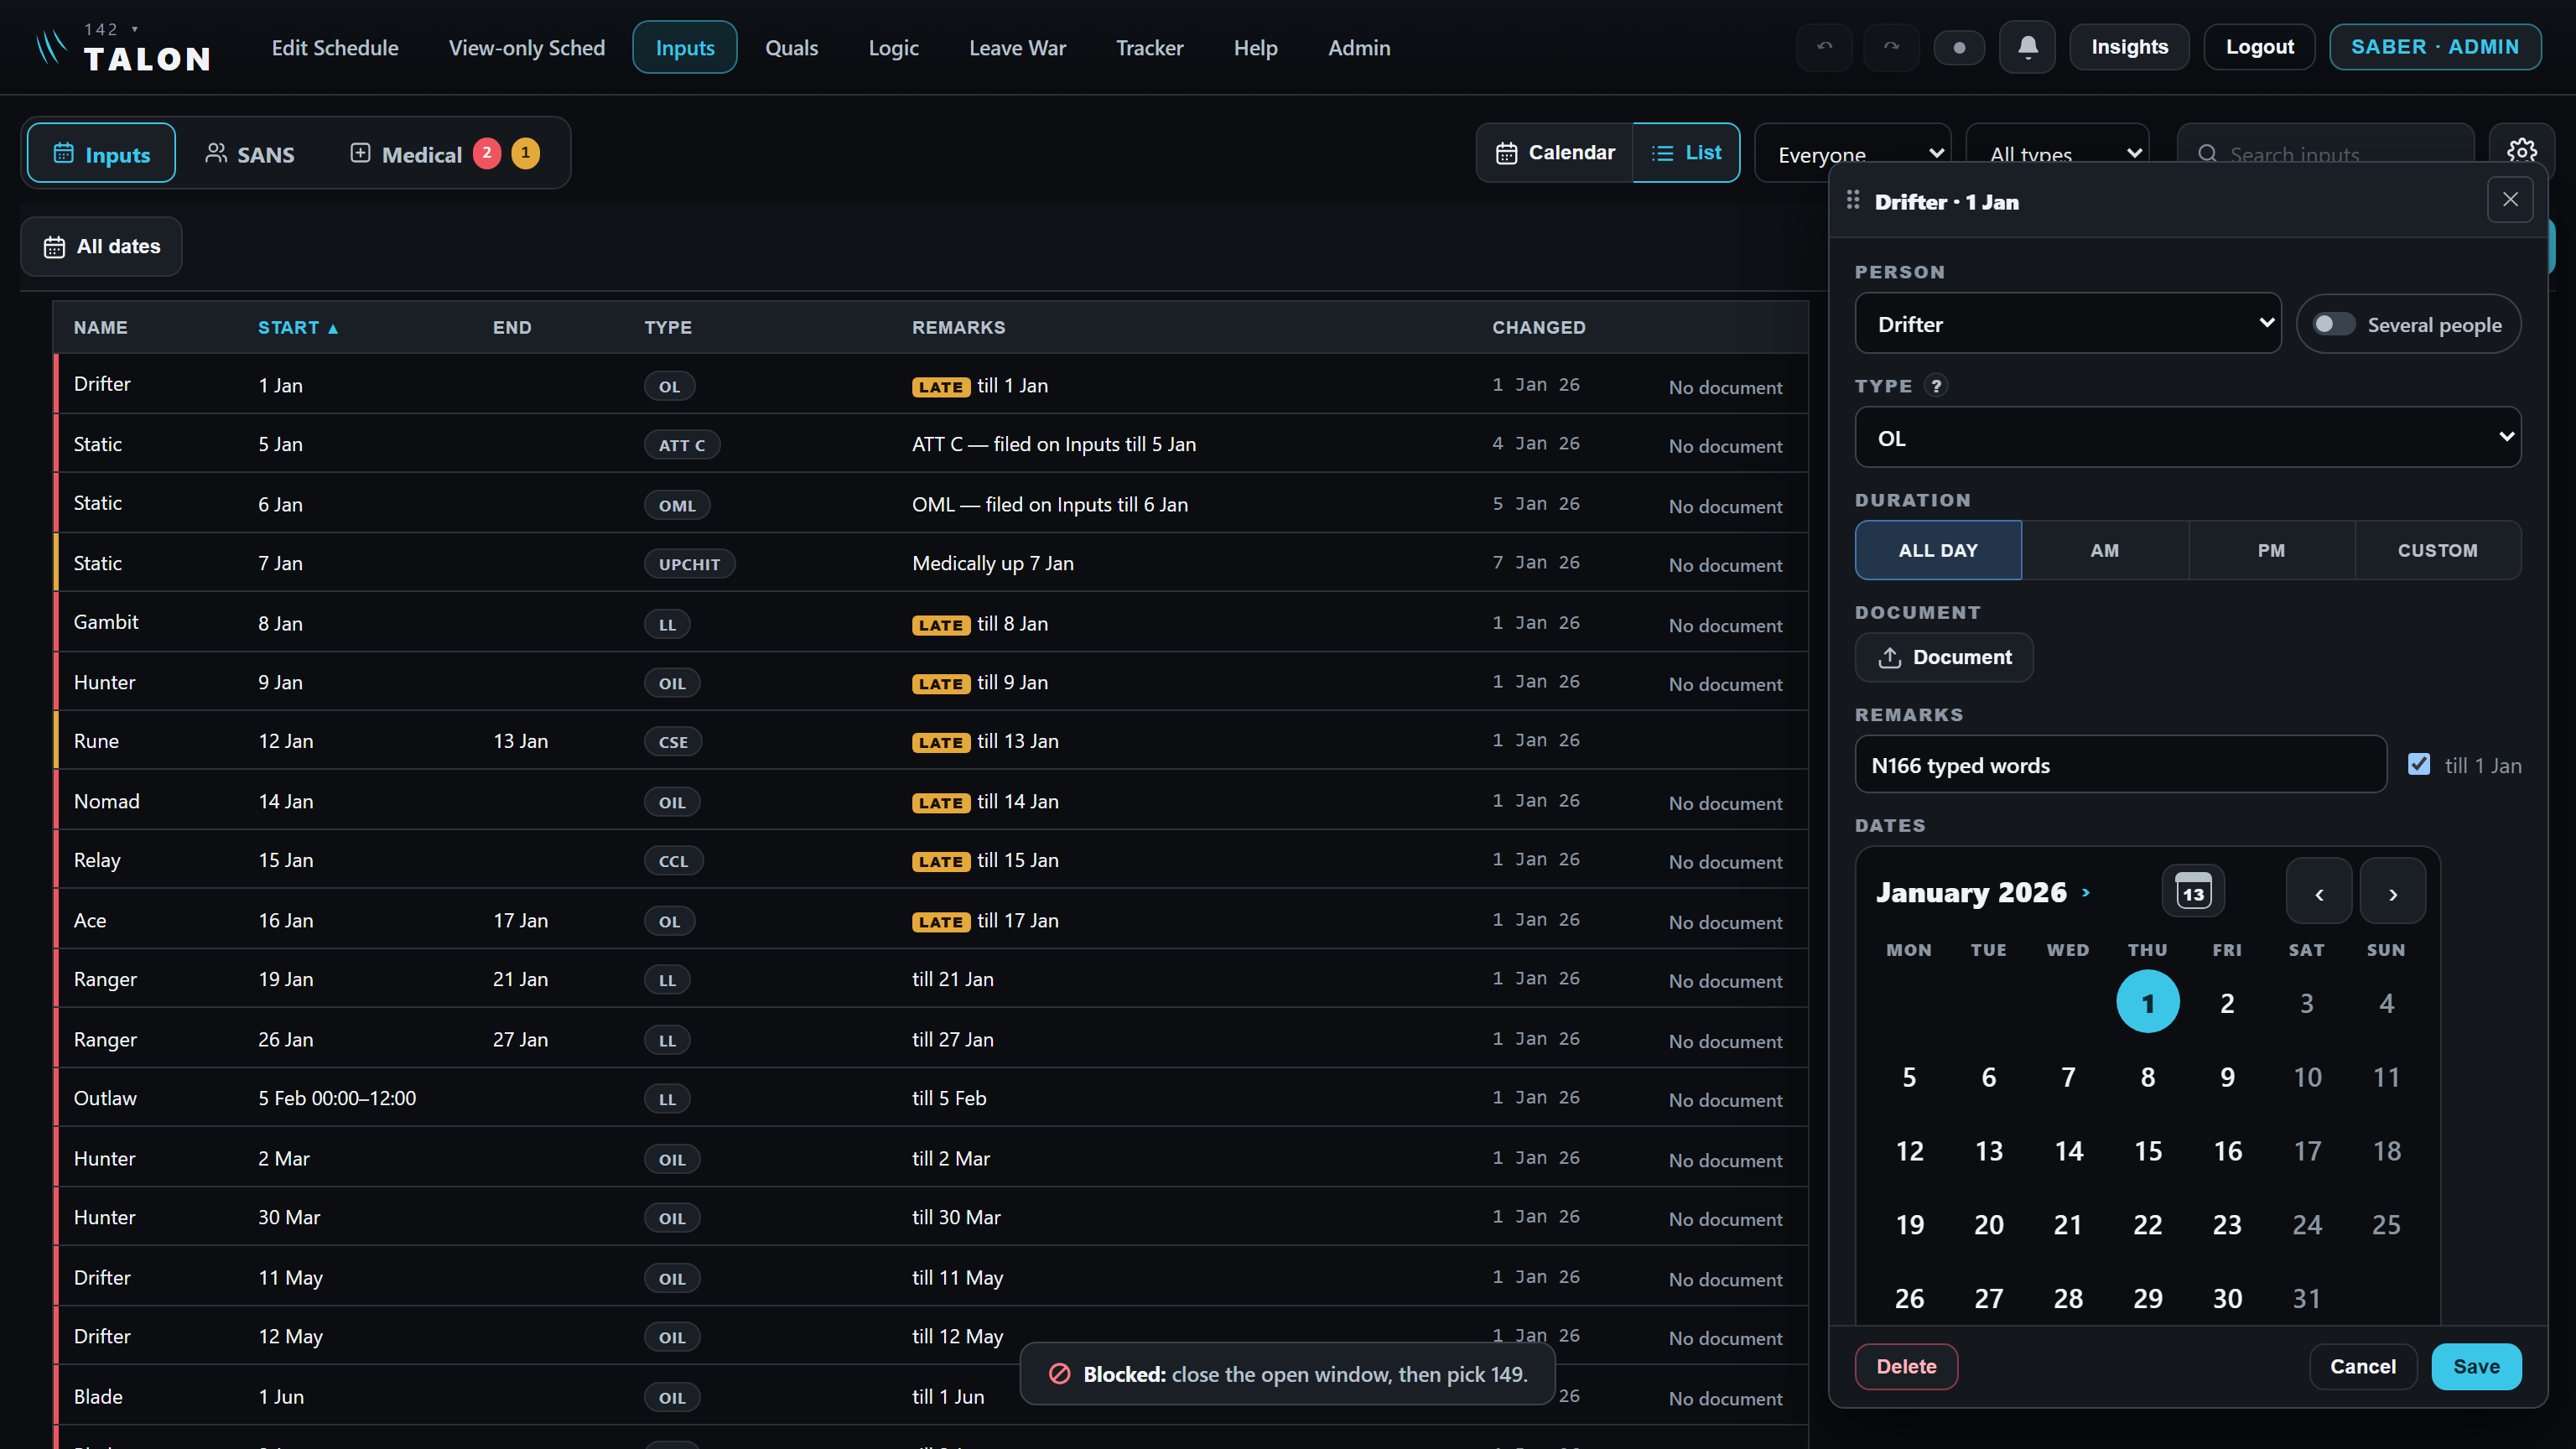 142 ▾
TALON
Edit Schedule View-only Sched Inputs Quals Logic Leave War Tracker Help Admin
Insights Logout SABER · ADMIN
Inputs SANS Medical 2 1
Calendar List Everyone All types Search inputs
All dates
NAME START ▲ END TYPE REMARKS CHANGED
Drifter 1 Jan OL LATE till 1 Jan 1 Jan 26 No document
Static 5 Jan ATT C ATT C — filed on Inputs till 5 Jan 4 Jan 26 No document
Static 6 Jan OML OML — filed on Inputs till 6 Jan 5 Jan 26 No document
Static 7 Jan UPCHIT Medically up 7 Jan 7 Jan 26 No document
Gambit 8 Jan LL LATE till 8 Jan 1 Jan 26 No document
Hunter 9 Jan OIL LATE till 9 Jan 1 Jan 26 No document
Rune 12 Jan 13 Jan CSE LATE till 13 Jan 1 Jan 26
Nomad 14 Jan OIL LATE till 14 Jan 1 Jan 26 No document
Relay 15 Jan CCL LATE till 15 Jan 1 Jan 26 No document
Ace 16 Jan 17 Jan OL LATE till 17 Jan 1 Jan 26 No document
Ranger 19 Jan 21 Jan LL till 21 Jan 1 Jan 26 No document
Ranger 26 Jan 27 Jan LL till 27 Jan 1 Jan 26 No document
Outlaw 5 Feb 00:00–12:00 LL till 5 Feb 1 Jan 26 No document
Hunter 2 Mar OIL till 2 Mar 1 Jan 26 No document
Hunter 30 Mar OIL till 30 Mar 1 Jan 26 No document
Drifter 11 May OIL till 11 May 1 Jan 26 No document
Drifter 12 May OIL till 12 May 1 Jan 26 No document
Blade 1 Jun OIL till 1 Jun 26 No document
Blocked: close the open window, then pick 149.
Drifter · 1 Jan
PERSON
Drifter Several people
TYPE ?
OL
DURATION
ALL DAY AM PM CUSTOM
DOCUMENT
Document
REMARKS
N166 typed words till 1 Jan
DATES
January 2026 › 13 ‹ ›
MON TUE WED THU FRI SAT SUN
1 2 3 4
5 6 7 8 9 10 11
12 13 14 15 16 17 18
19 20 21 22 23 24 25
26 27 28 29 30 31
Delete Cancel Save